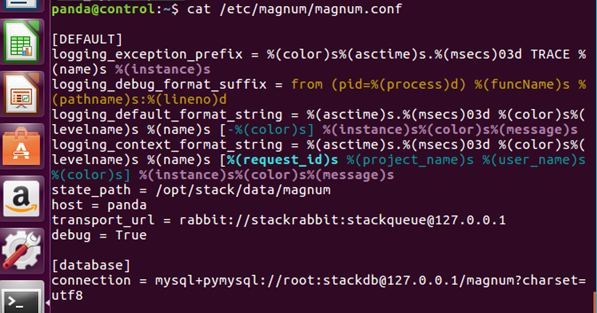 panda@control:~$ cat /etc/magnum/magnum.conf
[DEFAULT]
logging_exception_prefix = %(color)s%(asctime)s.%(msecs)03d TRACE %
(name)s %(instance)s
logging_debug_format_suffix = from (pid=%(process)d) %(funcName)s %
(pathname)s:%(lineno)d
logging_default_format_string = %(asctime)s.%(msecs)03d %(color)s%(
levelname)s %(name)s [-%(color)s] %(instance)s%(color)s%(message)s
logging_context_format_string = %(asctime)s.%(msecs)03d %(color)s%(
levelname)s %(name)s [%(request_id)s %(project_name)s %(user_name)s
%(color)s] %(instance)s%(color)s%(message)s
state_path = /opt/stack/data/magnum
host = panda
transport_url = rabbit://stackrabbit:stackqueue@127.0.0.1
debug = True
[database]
connection = mysql+pymysql://root:stackdb@127.0.0.1/magnum?charset=
utf8